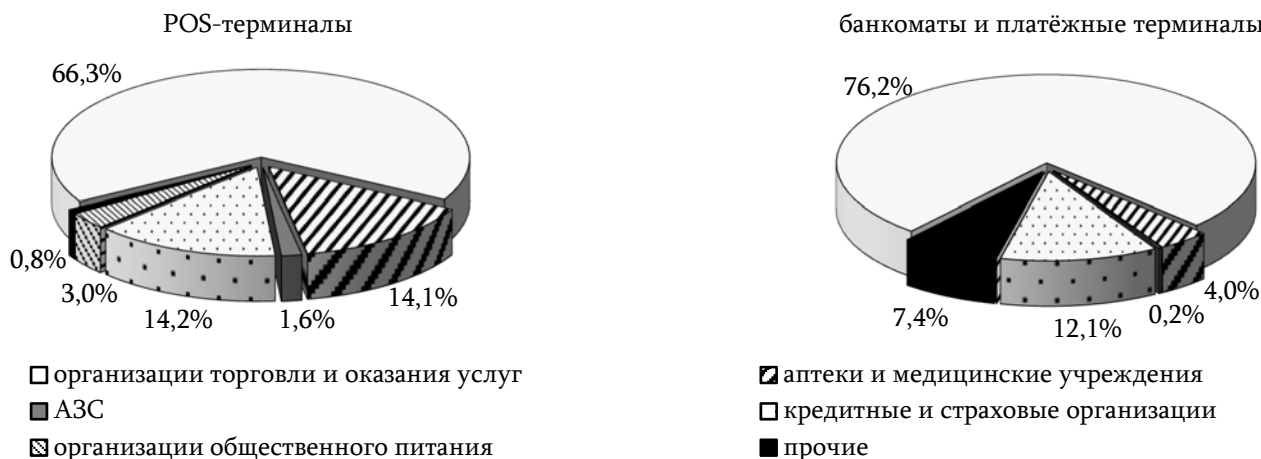 POS-терминалы
66,3%
0,8%
3,0%
14,2%
1,6%
14,1%
банкоматы и платёжные терминалы
76,2%
7,4%
12,1%
0,2%
4,0%
организации торговли и оказания услуг
АЗС
организации общественного питания
аптеки и медицинские учреждения
кредитные и страховые организации
прочие